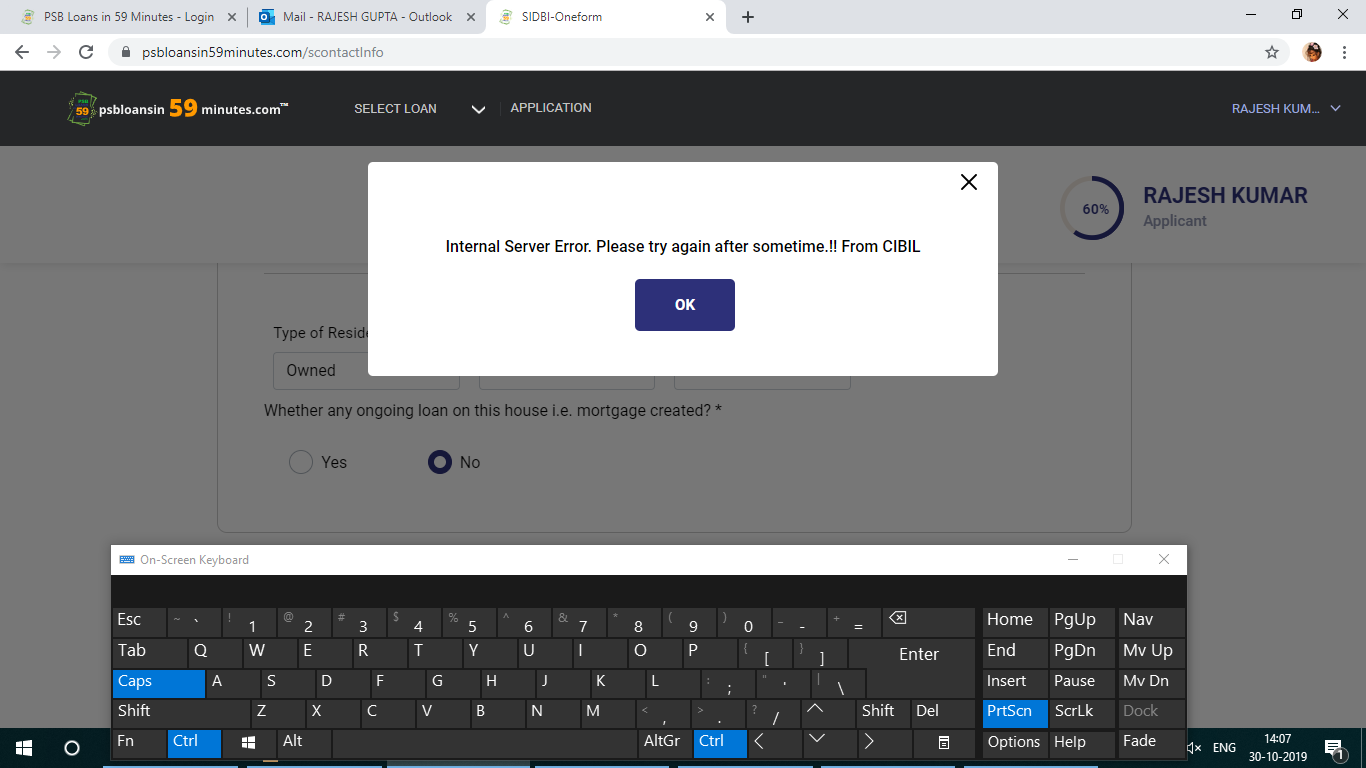 PSB Loans in 59 Minutes - Login
Mail - RAJESH GUPTA - Outlook
SIDBI-Oneform
psbloansin59minutes.com/scontactInfo
PSB 59 psbloansin 59 minutes.com™
SELECT LOAN
APPLICATION
RAJESH KUM...
60%
RAJESH KUMAR
Applicant
Internal Server Error. Please try again after sometime.!! From CIBIL
OK
Type of Reside
Owned
Whether any ongoing loan on this house i.e. mortgage created? *
Yes
No
On-Screen Keyboard
Esc ~ ` ! 1 @ 2 # 3 $ 4 % 5 ^ 6 & 7 * 8 ( 9 ) 0 _ - + = Home PgUp Nav
Tab Q W E R T Y U I O P { [ } ] Enter End PgDn Mv Up
Caps A S D F G H J K L : ; " ' | \ Insert Pause Mv Dn
Shift Z X C V B N M < , > . ? / Shift Del PrtScn ScrLk Dock
Fn Ctrl Alt AltGr Ctrl Options Help Fade
ENG
14:07
30-10-2019
1